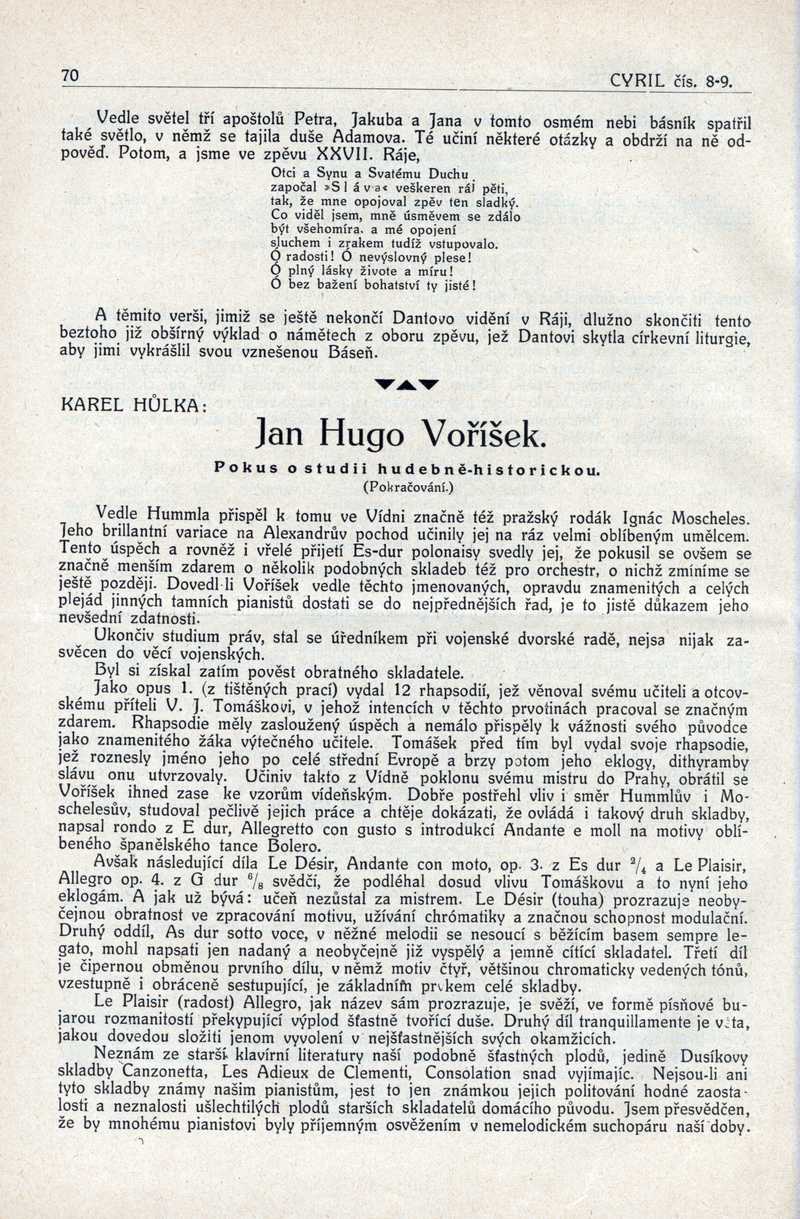 70
CYRIL čís. 8-9.
Vedle světel tří apoštolů Petra, Jakuba a Jana v tomto osmém nebi básník spatřil
také světlo, v němž se tajila duše Adamova. Té učiní některé otázky a obdrží na ně od-
pověď. Potom, a jsme ve zpěvu XXVII. Ráje,
Otci a Synu a Svatému Duchu
započal »Sláva« veškeren ráj pěti,
tak, že mne opojoval zpěv ten sladký.
Co viděl jsem, mně úsměvem se zdálo
být všehomíra, a mé opojení
sluchem i zrakem tudíž vstupovalo.
Ó radosti! Ó nevýslovný plese!
Ó plný lásky živote a míru!
Ó bez bažení bohatství ty jisté!
A těmito verši, jimiž se ještě nekončí Dantovo vidění v Ráji, dlužno skončiti tento
beztoho již obšírný výklad o námětech z oboru zpěvu, jež Dantovi skytla církevní liturgie,
aby jimi vykrášlil svou vznešenou Báseň.
KAREL HŮLKA:
Jan Hugo Voříšek.
Pokus o studii hudebně-historickou.
(Pokračování.)
Vedle Hummla přispěl k tomu ve Vídni značně též pražský rodák Ignác Moscheles.
Jeho brillantní variace na Alexandrův pochod učinily jej na ráz velmi oblíbeným umělcem.
Tento úspěch a rovněž i vřelé přijetí Es-dur polonaisy svedly jej, že pokusil se ovšem se
značně menším zdarem o několik podobných skladeb též pro orchestr, o nichž zmíníme se
ještě později. Dovedl-li Voříšek vedle těchto jmenovaných, opravdu znamenitých a celých
plejád jinných tamních pianistů dostati se do nejpřednějších řad, je to jistě důkazem jeho
nevšední zdatnosti.
Ukončiv studium práv, stal se úředníkem při vojenské dvorské radě, nejsa nijak za-
svěcen do věcí vojenských.
Byl si získal zatím pověst obratného skladatele.
Jako opus 1. (z tištěných prací) vydal 12 rhapsodií, jež věnoval svému učiteli a otcov-
skému příteli V. J. Tomáškovi, v jehož intencích v těchto prvotinách pracoval se značným
zdarem. Rhapsodie měly zasloužený úspěch a nemálo přispěly k vážnosti svého původce
jako znamenitého žáka výtečného učitele. Tomášek před tím byl vydal svoje rhapsodie,
jež roznesly jméno jeho po celé střední Evropě a brzy potom jeho eklogy, dithyramby
slávu onu utvrzovaly. Učiniv takto z Vídně poklonu svému mistru do Prahy, obrátil se
Voříšek ihned zase ke vzorům vídeňským. Dobře postřehl vliv i směr Hummlův i Mo-
schelesův, studoval pečlivě jejich práce a chtěje dokázati, že ovládá i takový druh skladby,
napsal rondo z E dur, Allegretto con gusto s introdukcí Andante e moll na motivy oblí-
beného španělského tance Bolero.
Avšak následující díla Le Désir, Andante con moto, op. 3. z Es dur 2/4 a Le Plaisir,
Allegro op. 4. z G dur 6/8 svědčí, že podléhal dosud vlivu Tomáškovu a to nyní jeho
eklogám. A jak už bývá: učeň nezůstal za mistrem. Le Désir (touha) prozrazuje neoby-
čejnou obratnost ve zpracování motivu, užívání chrómatiky a značnou schopnost modulační.
Druhý oddíl, As dur sotto voce, v něžné melodii se nesoucí s běžícím basem sempre le-
gato, mohl napsati jen nadaný a neobyčejně již vyspělý a jemně cítící skladatel. Třetí díl
je čipernou obměnou prvního dílu, v němž motiv čtyř, většinou chromaticky vedených tónů,
vzestupně i obráceně sestupující, je základním prvkem celé skladby.
Le Plaisir (radost) Allegro, jak název sám prozrazuje, je svěží, ve formě písňové bu-
jarou rozmanitostí překypující výplod šťastně tvořící duše. Druhý díl tranquillamente je věta,
jakou dovedou složiti jenom vyvolení v nejšťastnějších svých okamžicích.
Neznám ze starší klavírní literatury naší podobně šťastných plodů, jedině Dusíkovy
skladby Canzonetta, Les Adieux de Clementi, Consolation snad vyjímajíc. Nejsou-li ani
tyto skladby známy našim pianistům, jest to jen známkou jejich politování hodné zaosta-
losti a neznalosti ušlechtilých plodů starších skladatelů domácího původu. Jsem přesvědčen,
že by mnohému pianistovi byly příjemným osvěžením v nemelodickém suchopáru naší doby.